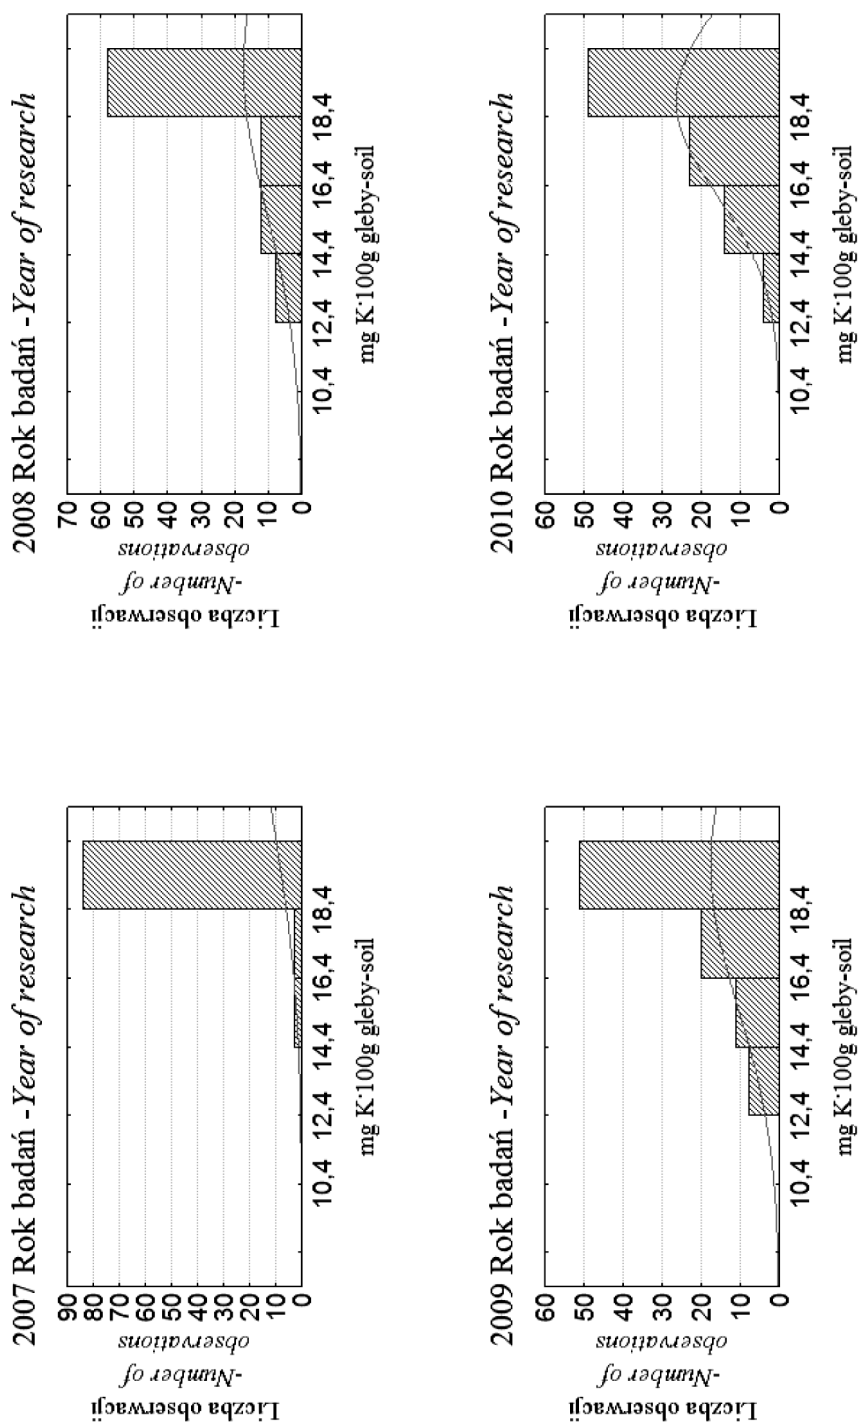 2007 Rok badań -Year of research
90
80
70
60
50
40
30
20
10
0
Liczba obserwacji
-Number of
observations
10,4 12,4 14,4 16,4 18,4
mg K·100g gleby-soil
2008 Rok badań -Year of research
70
60
50
40
30
20
10
0
Liczba obserwacji
-Number of
observations
10,4 12,4 14,4 16,4 18,4
mg K·100g gleby-soil
2009 Rok badań -Year of research
60
50
40
30
20
10
0
Liczba obserwacji
-Number of
observations
10,4 12,4 14,4 16,4 18,4
mg K·100g gleby-soil
2010 Rok badań -Year of research
60
50
40
30
20
10
0
Liczba obserwacji
-Number of
observations
10,4 12,4 14,4 16,4 18,4
mg K·100g gleby-soil